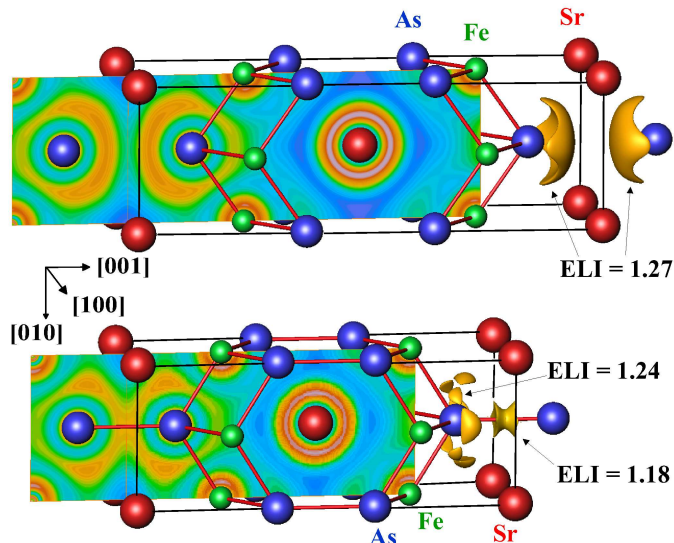 Sr
As
Fe
ELI = 1.27
[001]
[100]
[010]
ELI = 1.24
ELI = 1.18
As
Fe
Sr